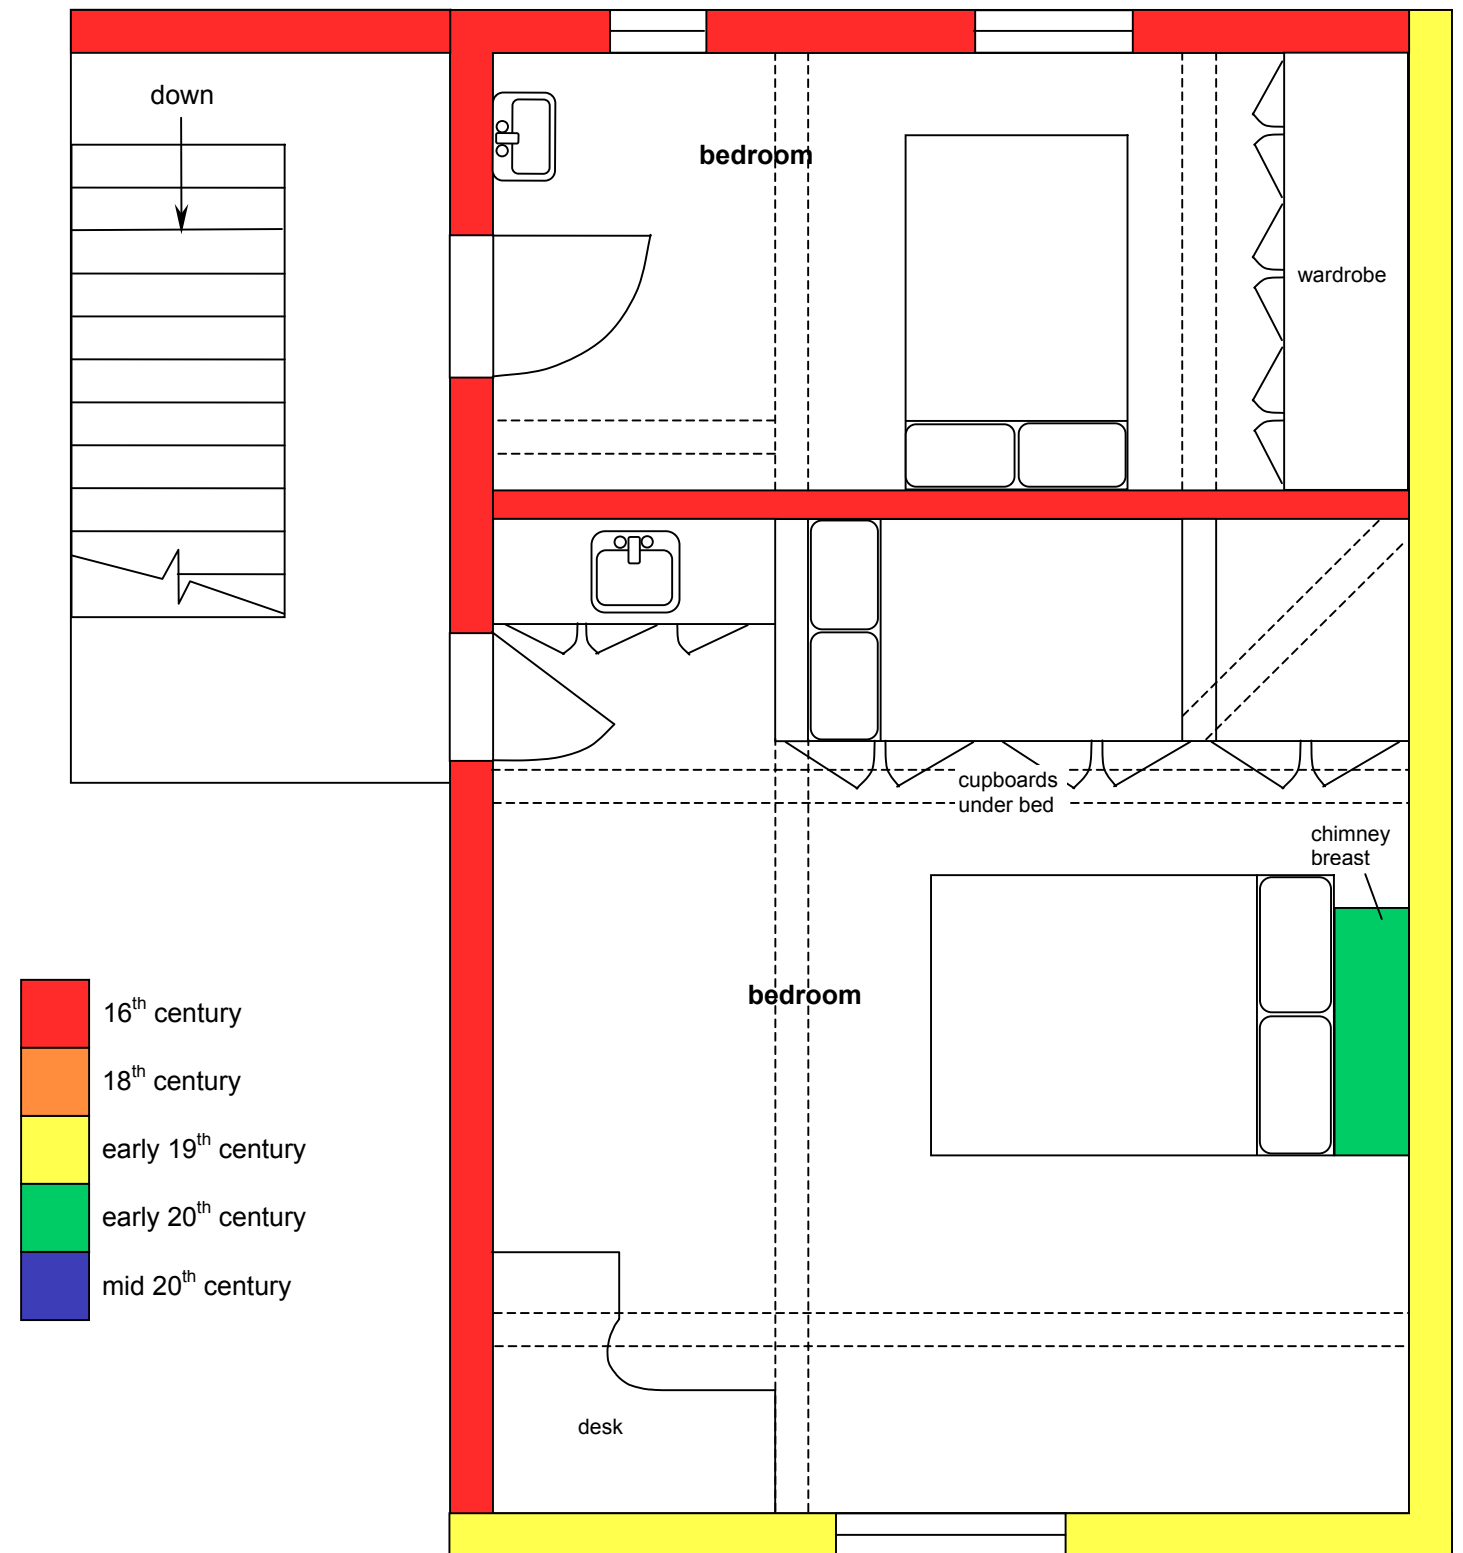 down
bedroom
wardrobe
cupboards
under bed
chimney
breast
bedroom
16th century
18th century
early 19th century
early 20th century
mid 20th century
desk